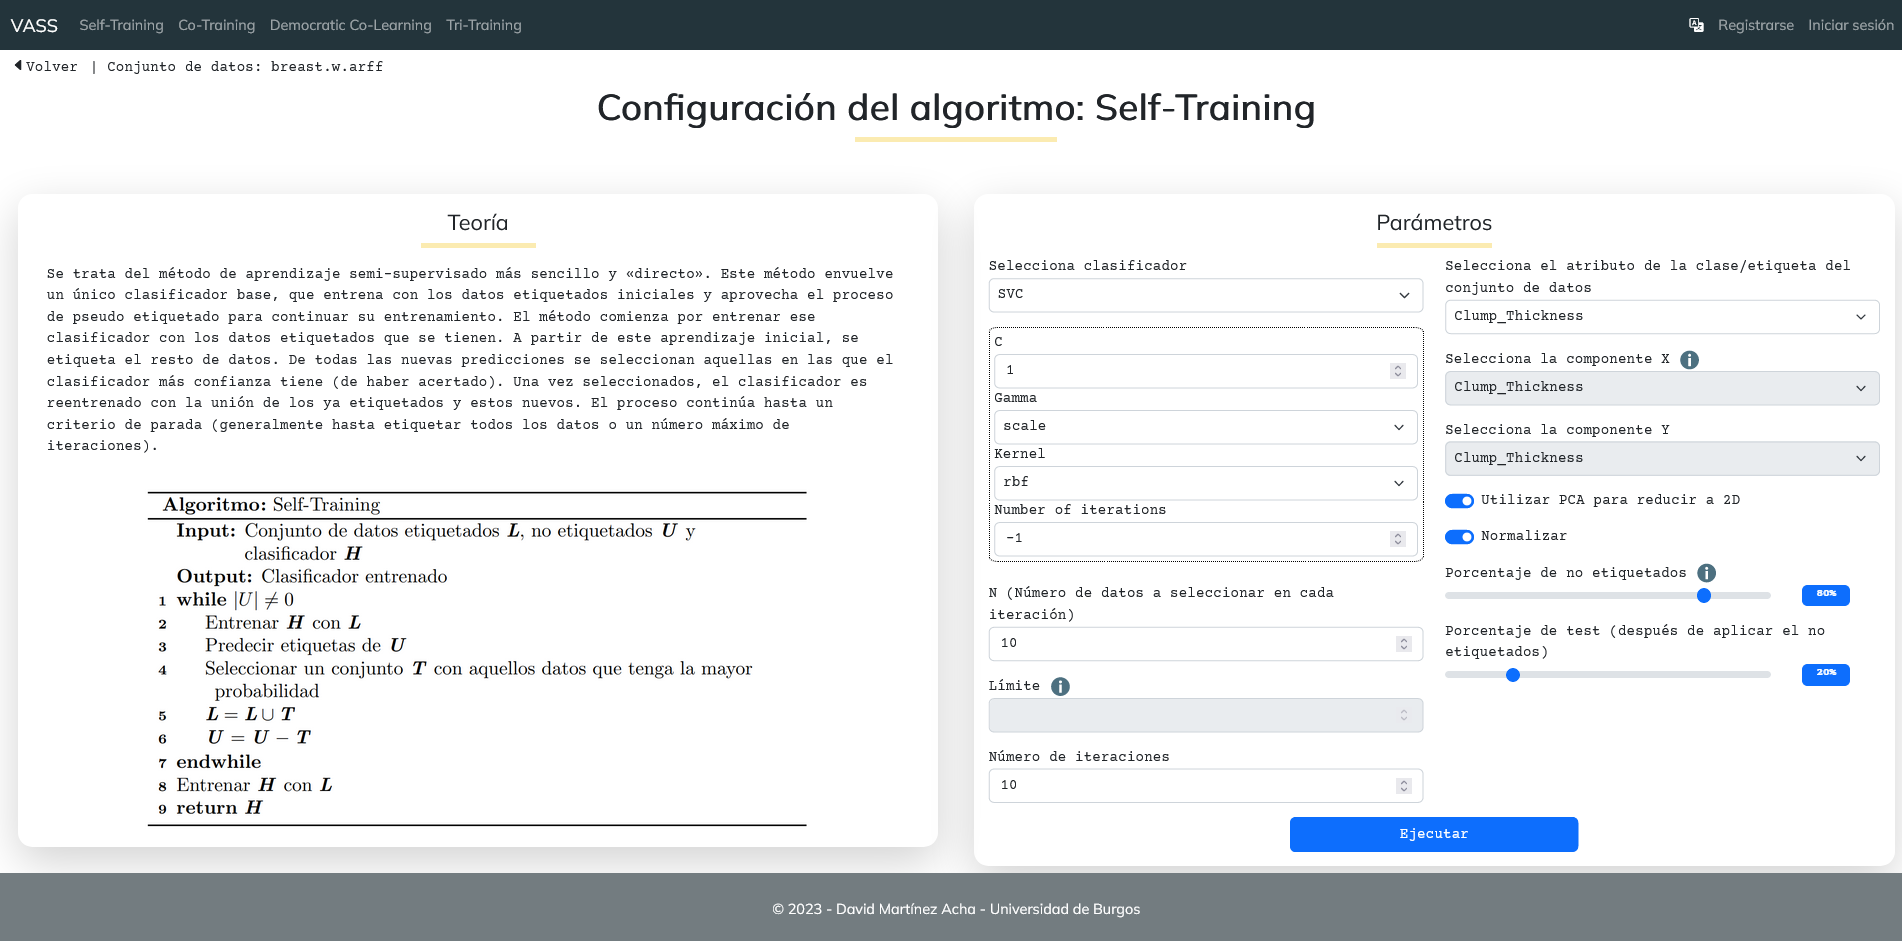 VASS Self-Training Co-Training Democratic Co-Learning Tri-Training Registrarse Iniciar sesión
Volver | Conjunto de datos: breast.w.arff
Configuración del algoritmo: Self-Training
Teoría
Se trata del método de aprendizaje semi-supervisado más sencillo y «directo». Este método envuelve
un único clasificador base, que entrena con los datos etiquetados iniciales y aprovecha el proceso
de pseudo etiquetado para continuar su entrenamiento. El método comienza por entrenar ese
clasificador con los datos etiquetados que se tienen. A partir de este aprendizaje inicial, se
etiqueta el resto de datos. De todas las nuevas predicciones se seleccionan aquellas en las que el
clasificador más confianza tiene (de haber acertado). Una vez seleccionados, el clasificador es
reentrenado con la unión de los ya etiquetados y estos nuevos. El proceso continúa hasta un
criterio de parada (generalmente hasta etiquetar todos los datos o un número máximo de
iteraciones).
Algoritmo: Self-Training
Input: Conjunto de datos etiquetados L, no etiquetados U y
clasificador H
Output: Clasificador entrenado
1 while |U| ≠ 0
2 Entrenar H con L
3 Predecir etiquetas de U
4 Seleccionar un conjunto T con aquellos datos que tenga la mayor
probabilidad
5 L = L ∪ T
6 U = U − T
7 endwhile
8 Entrenar H con L
9 return H
Parámetros
Selecciona clasificador
SVC
C
1
Gamma
scale
Kernel
rbf
Number of iterations
-1
N (Número de datos a seleccionar en cada
iteración)
10
Límite
Número de iteraciones
10
Selecciona el atributo de la clase/etiqueta del
conjunto de datos
Clump_Thickness
Selecciona la componente X
Clump_Thickness
Selecciona la componente Y
Clump_Thickness
Utilizar PCA para reducir a 2D
Normalizar
Porcentaje de no etiquetados
80%
Porcentaje de test (después de aplicar el no
etiquetados)
20%
Ejecutar
© 2023 - David Martínez Acha - Universidad de Burgos